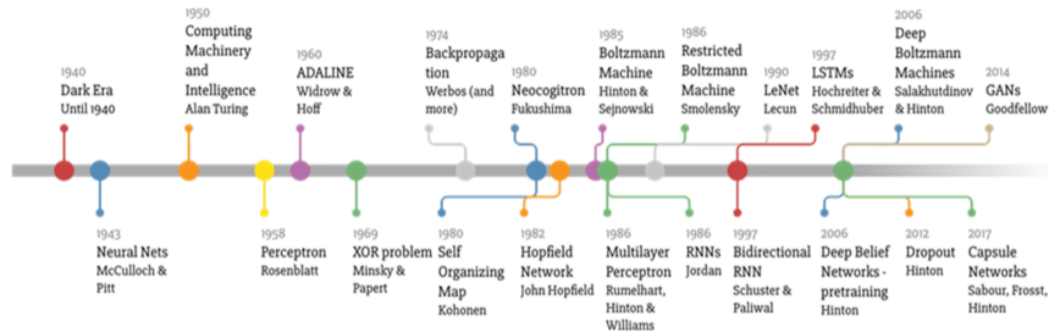 1940
Dark Era
Until 1940
1950
Computing
Machinery
and
Intelligence
Alan Turing
1960
ADALINE
Widrow &
Hoff
1974
Backpropaga
tion
Werbos (and
more)
1980
Neocogitron
Fukushima
1985
Boltzmann
Machine
Hinton &
Sejnowski
1986
Restricted
Boltzmann
Machine
Smolensky
1990
LeNet
Lecun
1997
LSTMs
Hochreiter &
Schmidhuber
2006
Deep
Boltzmann
Machines
Salakhutdinov
& Hinton
2014
GANs
Goodfellow
1943
Neural Nets
McCulloch &
Pitt
1958
Perceptron
Rosenblatt
1969
XOR problem
Minsky &
Papert
1980
Self
Organizing
Map
Kohonen
1982
Hopfield
Network
John Hopfield
1986
Multilayer
Perceptron
Rumelhart,
Hinton &
Williams
1986
RNNs
Jordan
1997
Bidirectional
RNN
Schuster &
Paliwal
2006
Deep Belief
Networks -
pretraining
Hinton
2012
Dropout
Hinton
2017
Capsule
Networks
Sabour, Frosst,
Hinton